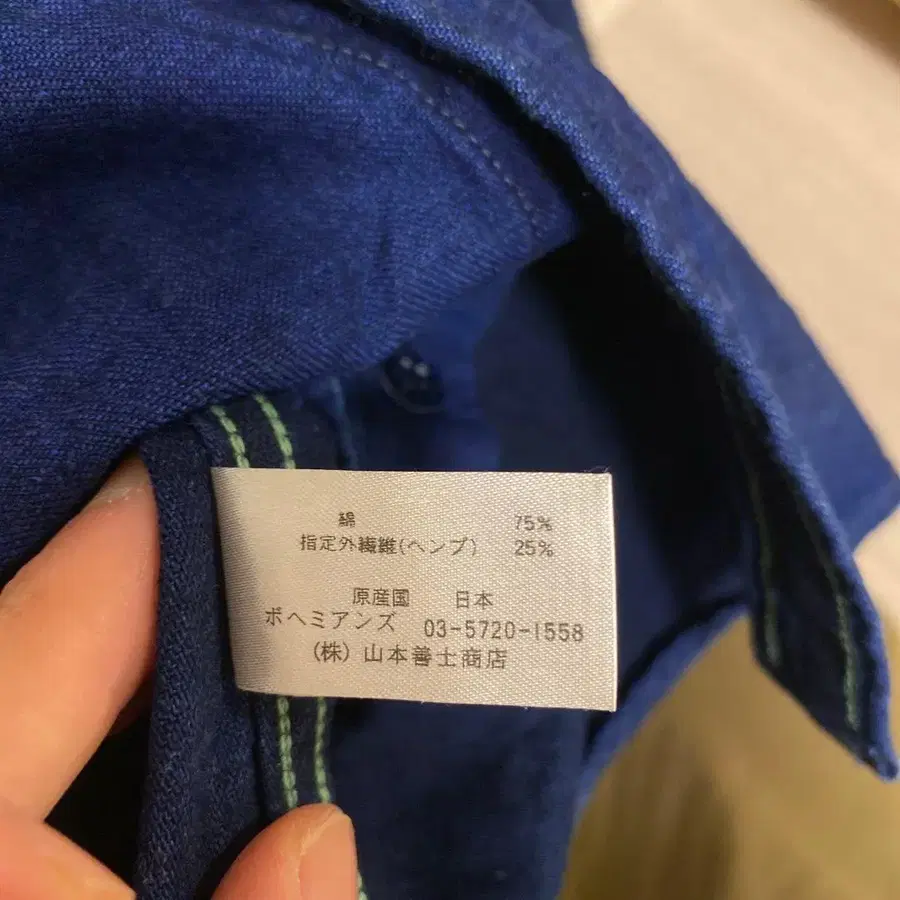 綿 75%
指定外繊維(ヘンプ) 25%
原産国 日本
ボヘミアンズ 03-5720-1558
(株) 山本善士商店